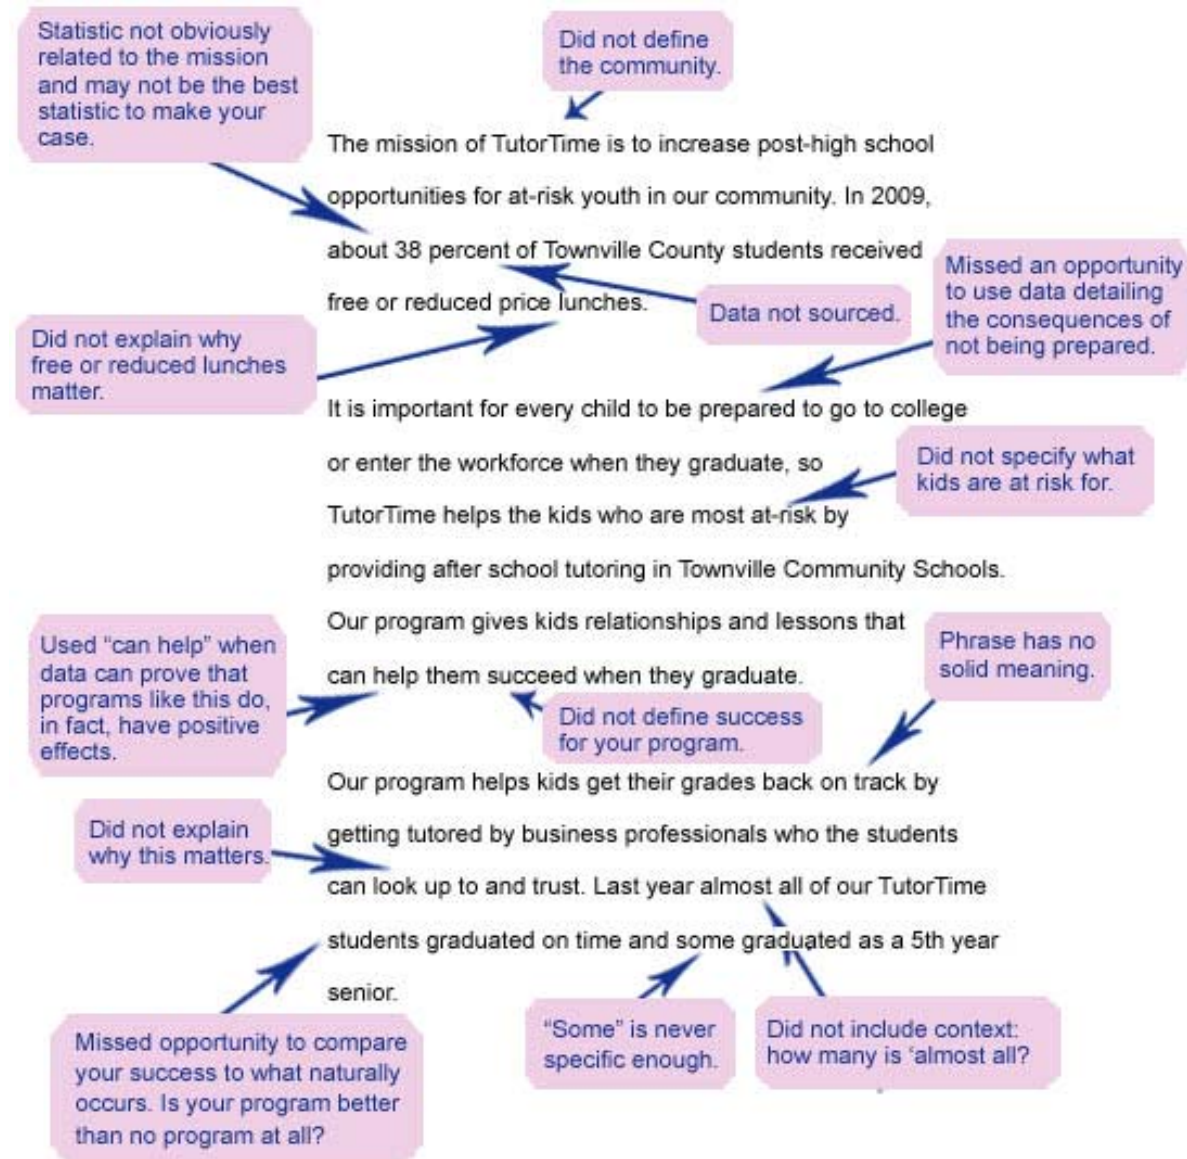 Statistic not obviously
related to the mission
and may not be the best
statistic to make your
case.
Did not define
the community.
The mission of TutorTime is to increase post-high school
opportunities for at-risk youth in our community. In 2009,
about 38 percent of Townville County students received
free or reduced price lunches.
Data not sourced.
Missed an opportunity
to use data detailing
the consequences of
not being prepared.
Did not explain why
free or reduced lunches
matter.
It is important for every child to be prepared to go to college
or enter the workforce when they graduate, so
TutorTime helps the kids who are most at-risk by
providing after school tutoring in Townville Community Schools.
Did not specify what
kids are at risk for.
Our program gives kids relationships and lessons that
can help them succeed when they graduate.
Used “can help” when
data can prove that
programs like this do,
in fact, have positive
effects.
Did not define success
for your program.
Phrase has no
solid meaning.
Our program helps kids get their grades back on track by
getting tutored by business professionals who the students
can look up to and trust. Last year almost all of our TutorTime
students graduated on time and some graduated as a 5th year
senior.
Did not explain
why this matters.
Missed opportunity to compare
your success to what naturally
occurs. Is your program better
than no program at all?
“Some” is never
specific enough.
Did not include context:
how many is ‘almost all?